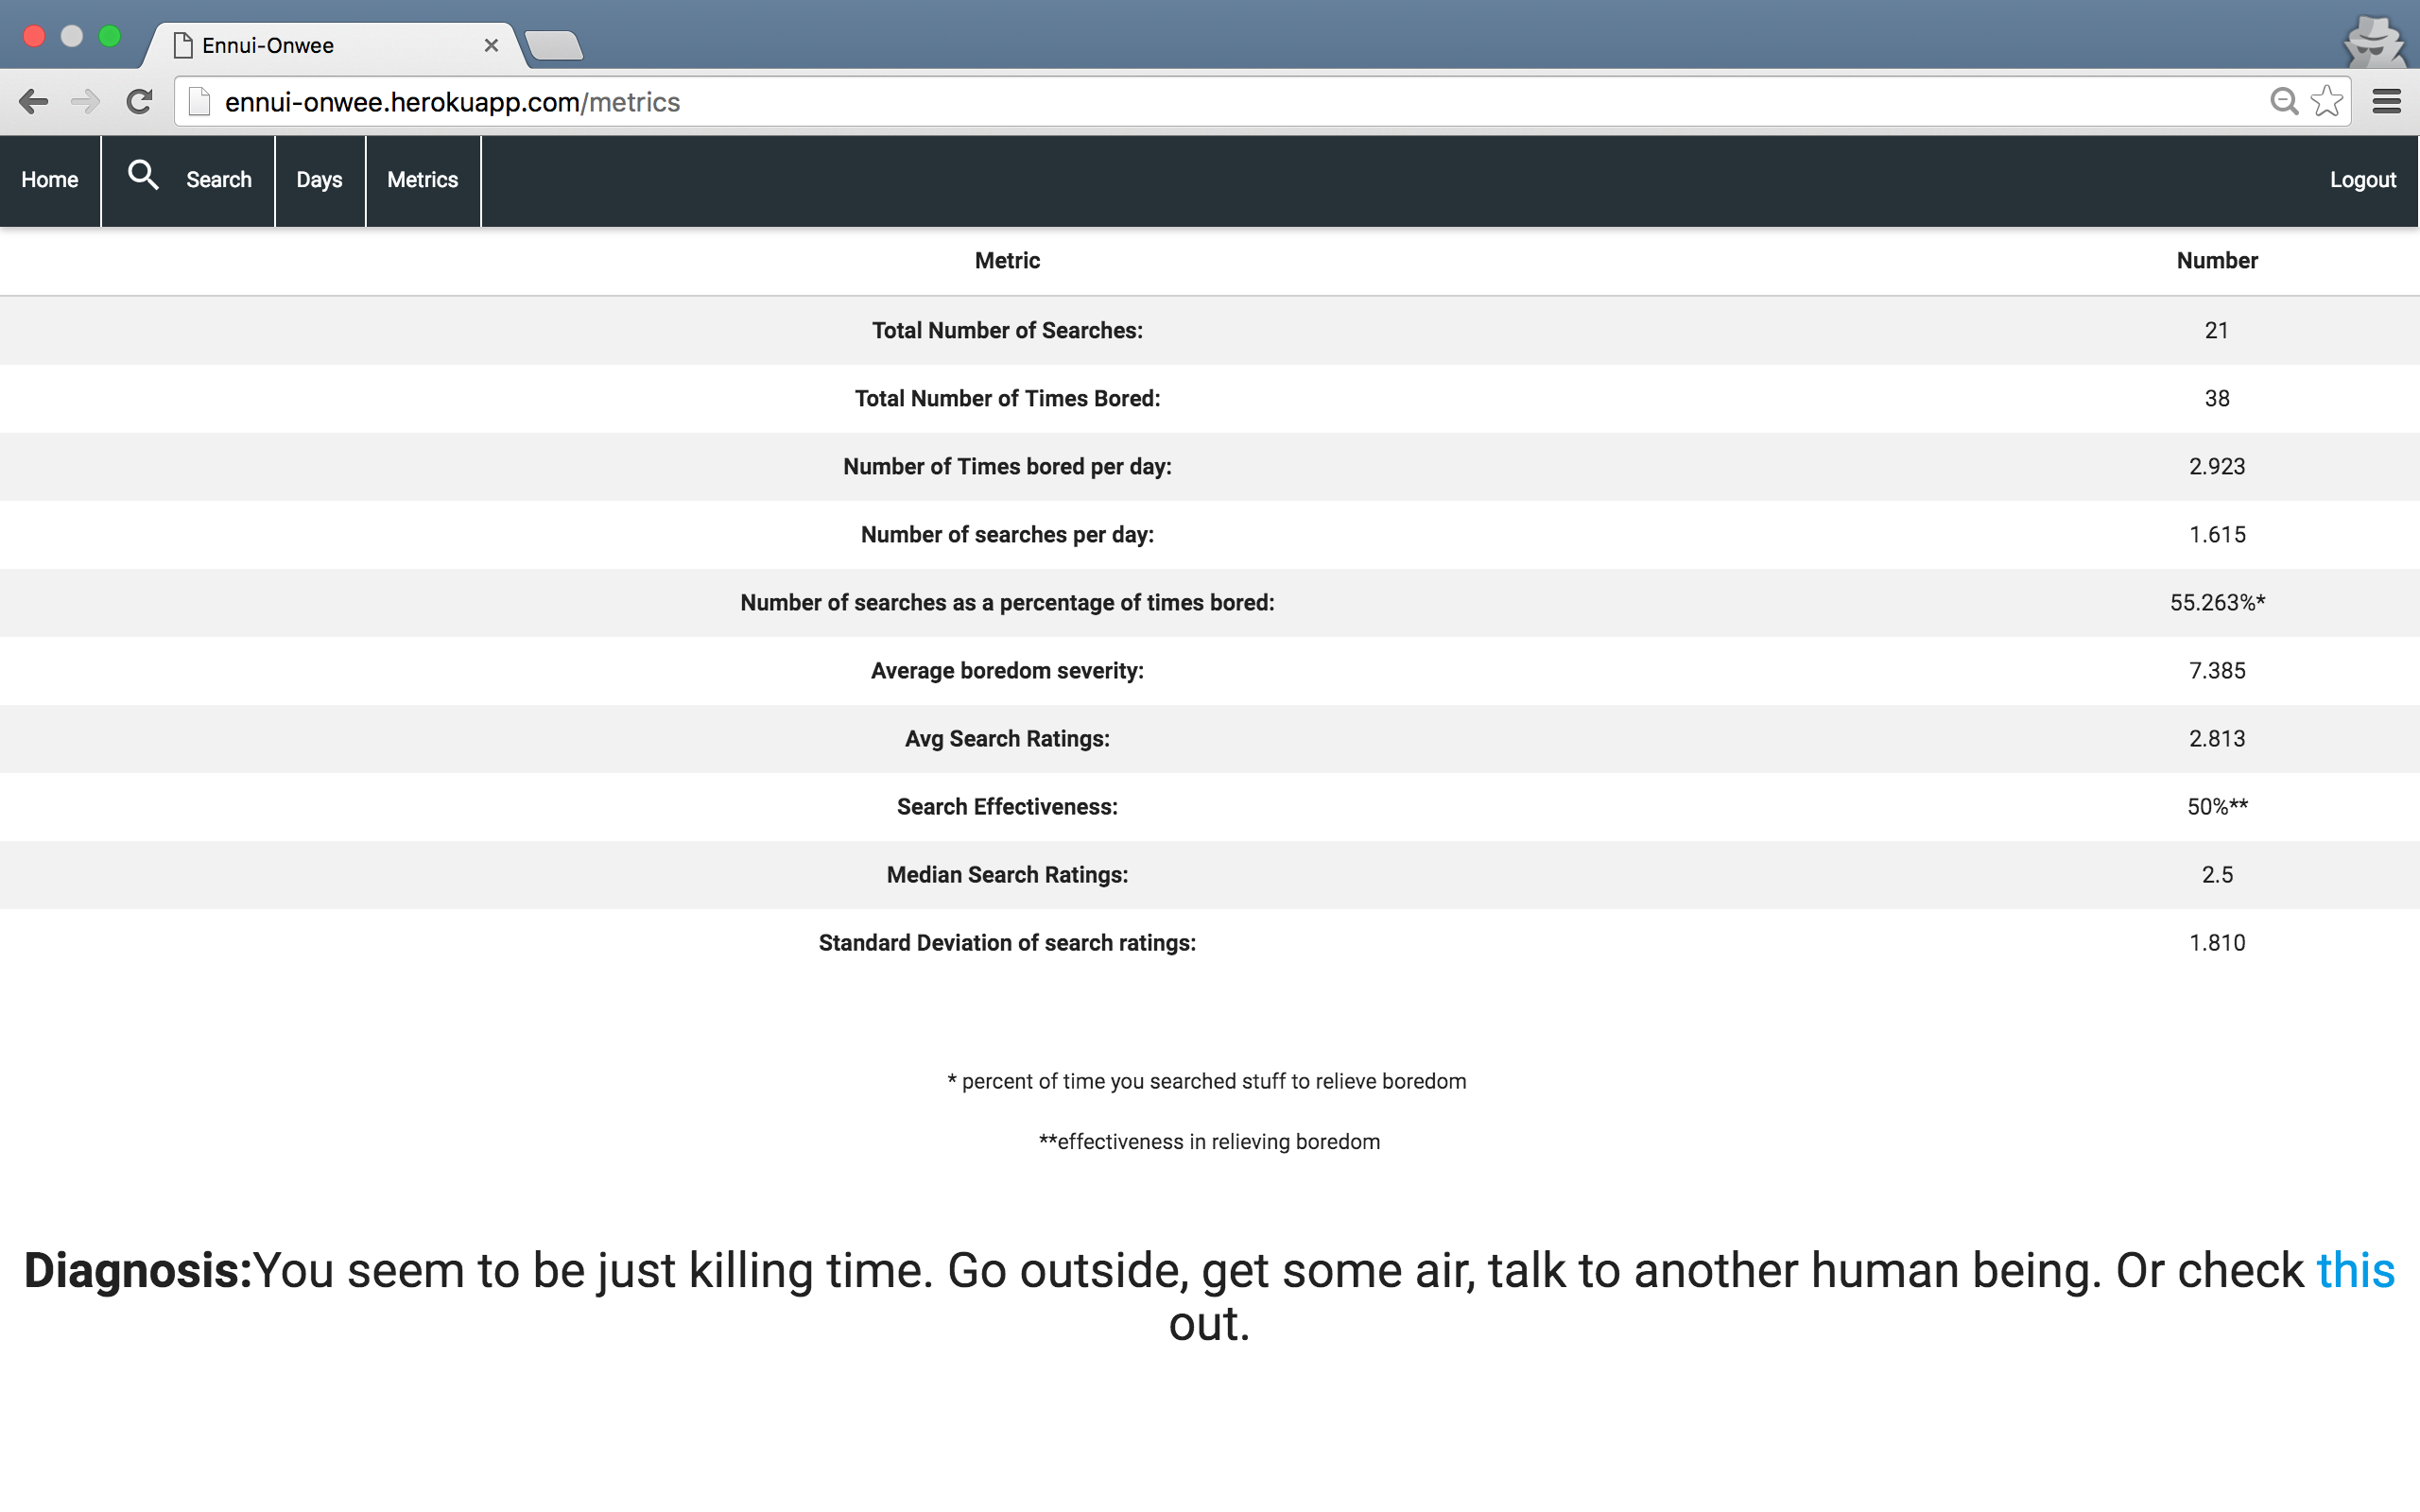 Ennui-Onwee
ennui-onwee.herokuapp.com/metrics
Home Search Days Metrics Logout
Metric Number
Total Number of Searches: 21
Total Number of Times Bored: 38
Number of Times bored per day: 2.923
Number of searches per day: 1.615
Number of searches as a percentage of times bored: 55.263%*
Average boredom severity: 7.385
Avg Search Ratings: 2.813
Search Effectiveness: 50%**
Median Search Ratings: 2.5
Standard Deviation of search ratings: 1.810
* percent of time you searched stuff to relieve boredom
**effectiveness in relieving boredom
Diagnosis:You seem to be just killing time. Go outside, get some air, talk to another human being. Or check this
out.